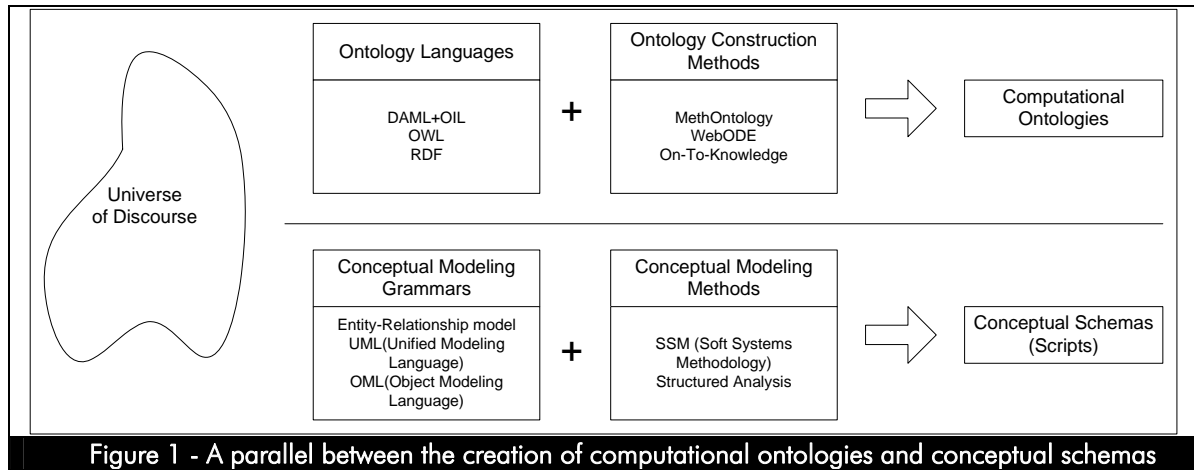 Universe
of Discourse
Ontology Languages
DAML+OIL
OWL
RDF
+
Ontology Construction
Methods
MethOntology
WebODE
On-To-Knowledge
Computational
Ontologies
Conceptual Modeling
Grammars
Entity-Relationship model
UML(Unified Modeling
Language)
OML(Object Modeling
Language)
+
Conceptual Modeling
Methods
SSM (Soft Systems
Methodology)
Structured Analysis
Conceptual Schemas
(Scripts)
Figure 1 - A parallel between the creation of computational ontologies and conceptual schemas